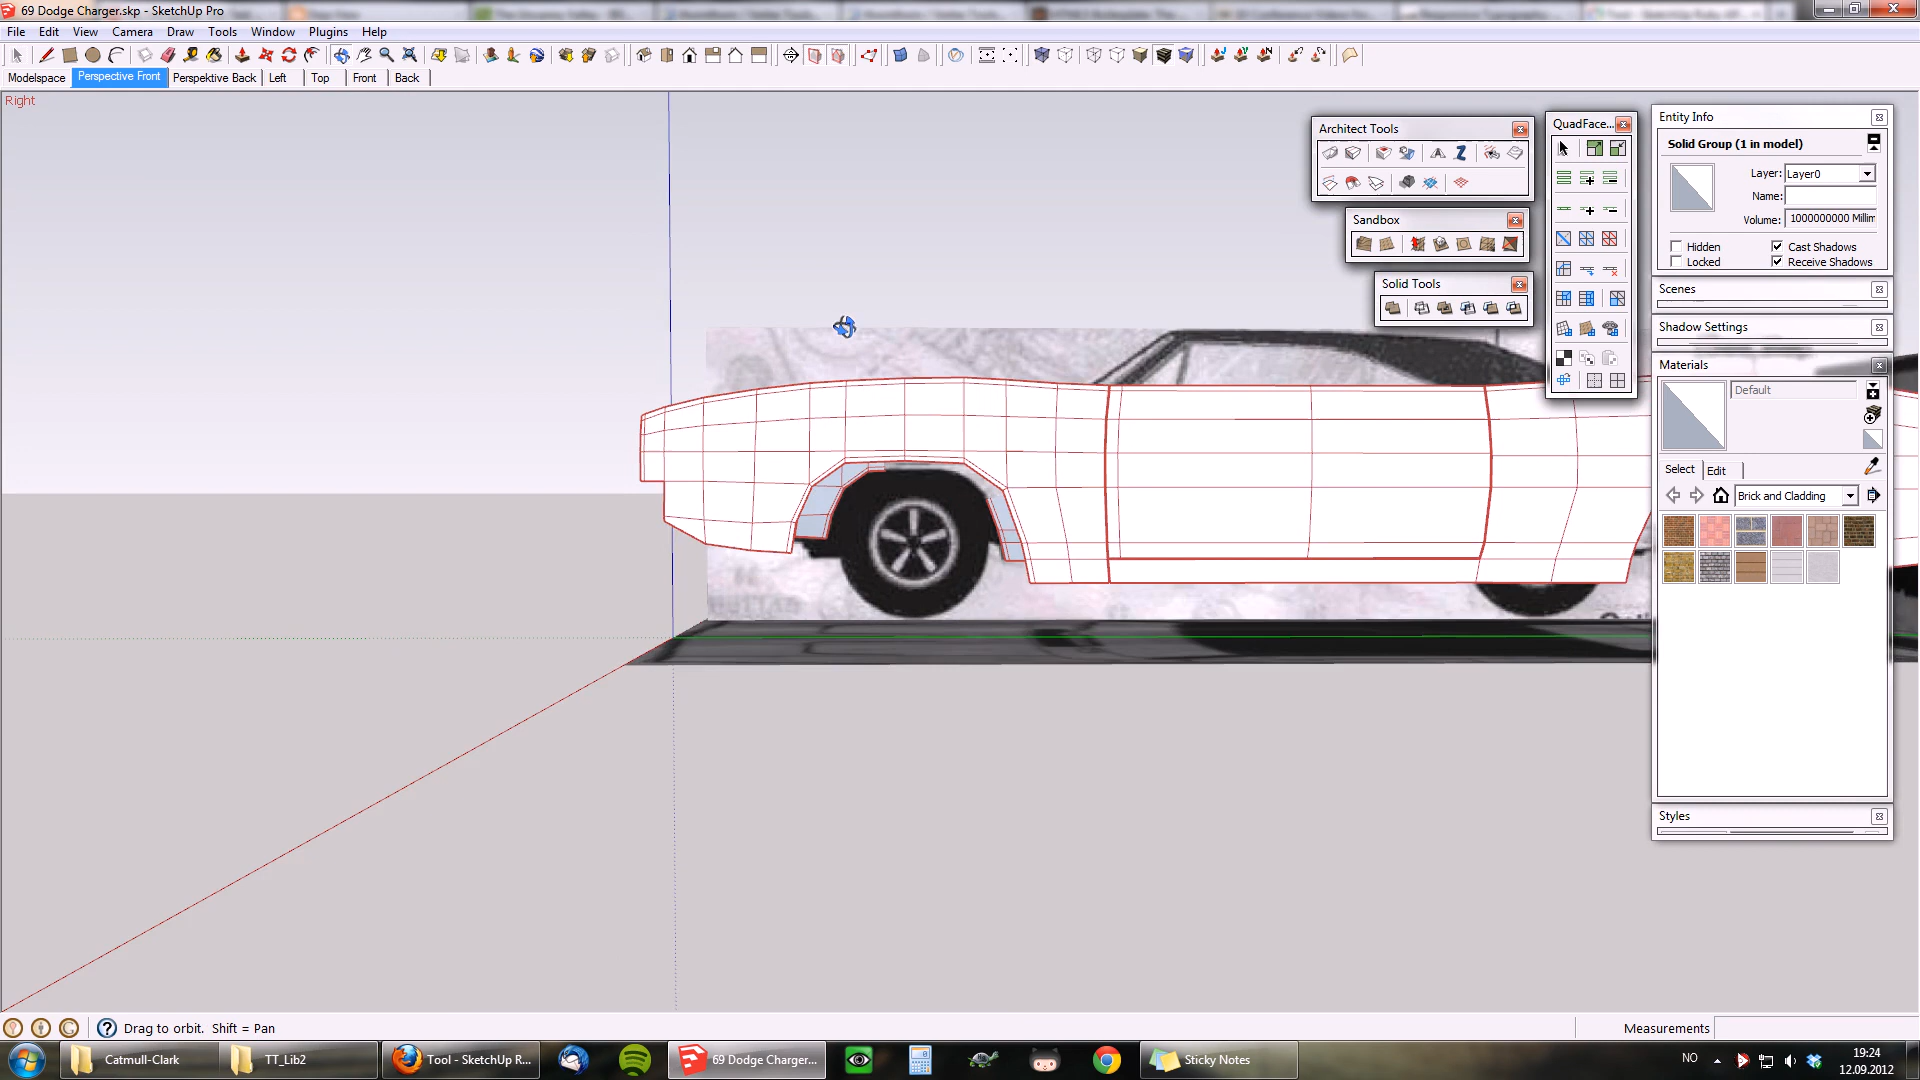 69 Dodge Charger.skp - SketchUp Pro
File Edit View Camera Draw Tools Window Plugins Help
Modelspace Perspective Front Perspektive Back Left Top Front Back
Right
Architect Tools
Sandbox
Solid Tools
QuadFace...
Entity Info
Solid Group (1 in model)
Layer: Layer0
Name:
Volume: 1000000000 Millim
Hidden Cast Shadows
Locked Receive Shadows
Scenes
Shadow Settings
Materials
Default
Select Edit
Brick and Cladding
Styles
Drag to orbit. Shift = Pan
Measurements
Catmull-Clark TT_Lib2 Tool - SketchUp R... 69 Dodge Charger... Sticky Notes NO 19:24
12.09.2012